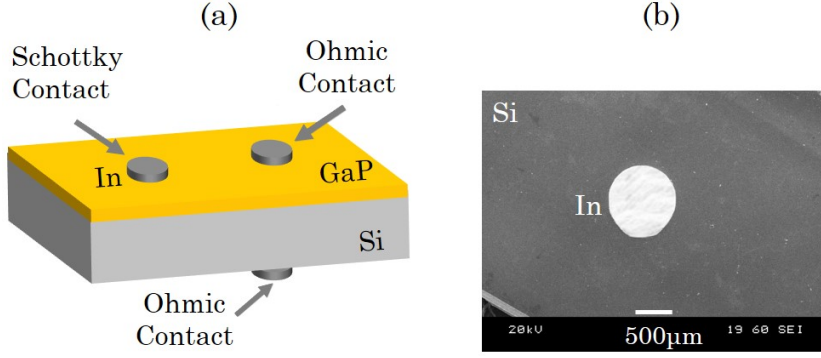 (a)
Schottky
Contact
Ohmic
Contact
In
GaP
Si
Ohmic
Contact
(b)
Si
In
20kV
500µm
19 60 SEI